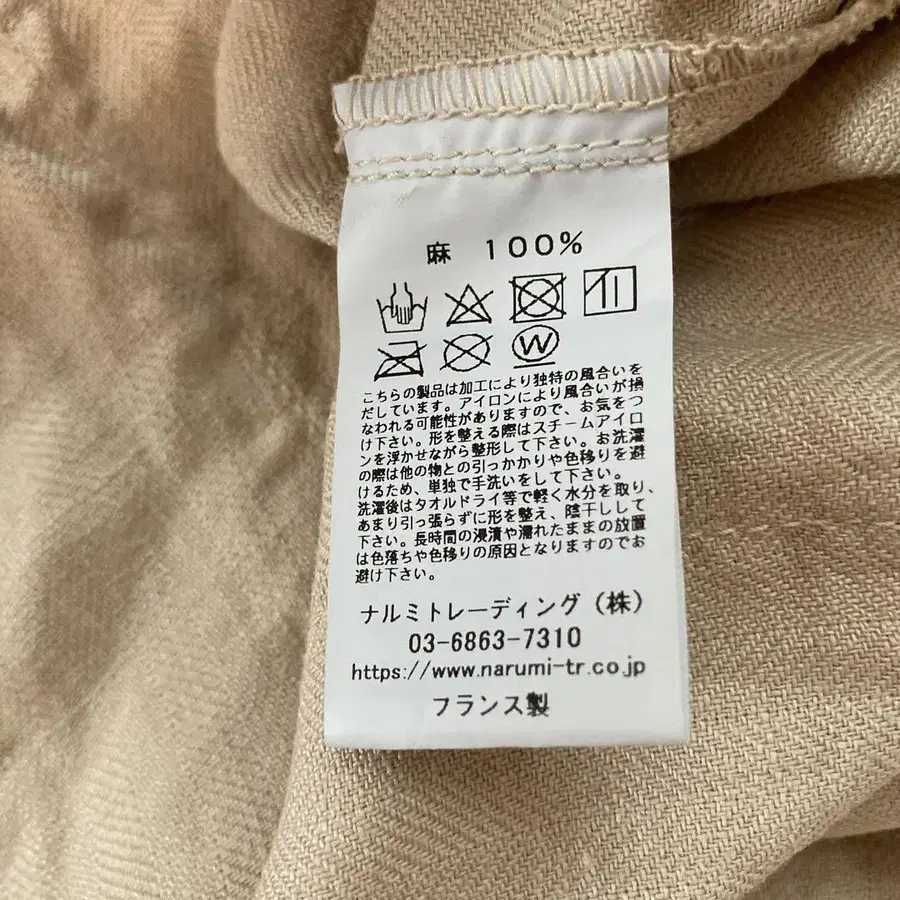 麻 100%
W
こちらの製品は加工により独特の風合いを
だしています。アイロンにより風合いが損
なわれる可能性がありますので、お気をつ
け下さい。形を整える際はスチームアイロ
ンを浮かせながら整形して下さい。お洗濯
の際は他の物との引っかかりや色移りを避
けるため、単独で手洗いをして下さい。
洗濯後はタオルドライ等で軽く水分を取り、
あまり引っ張らずに形を整え、陰干しして
下さい。長時間の浸漬や濡れたままの放置
は色落ちや色移りの原因となりますのでお
避け下さい。
ナルミトレーディング(株)
03-6863-7310
https://www.narumi-tr.co.jp
フランス製